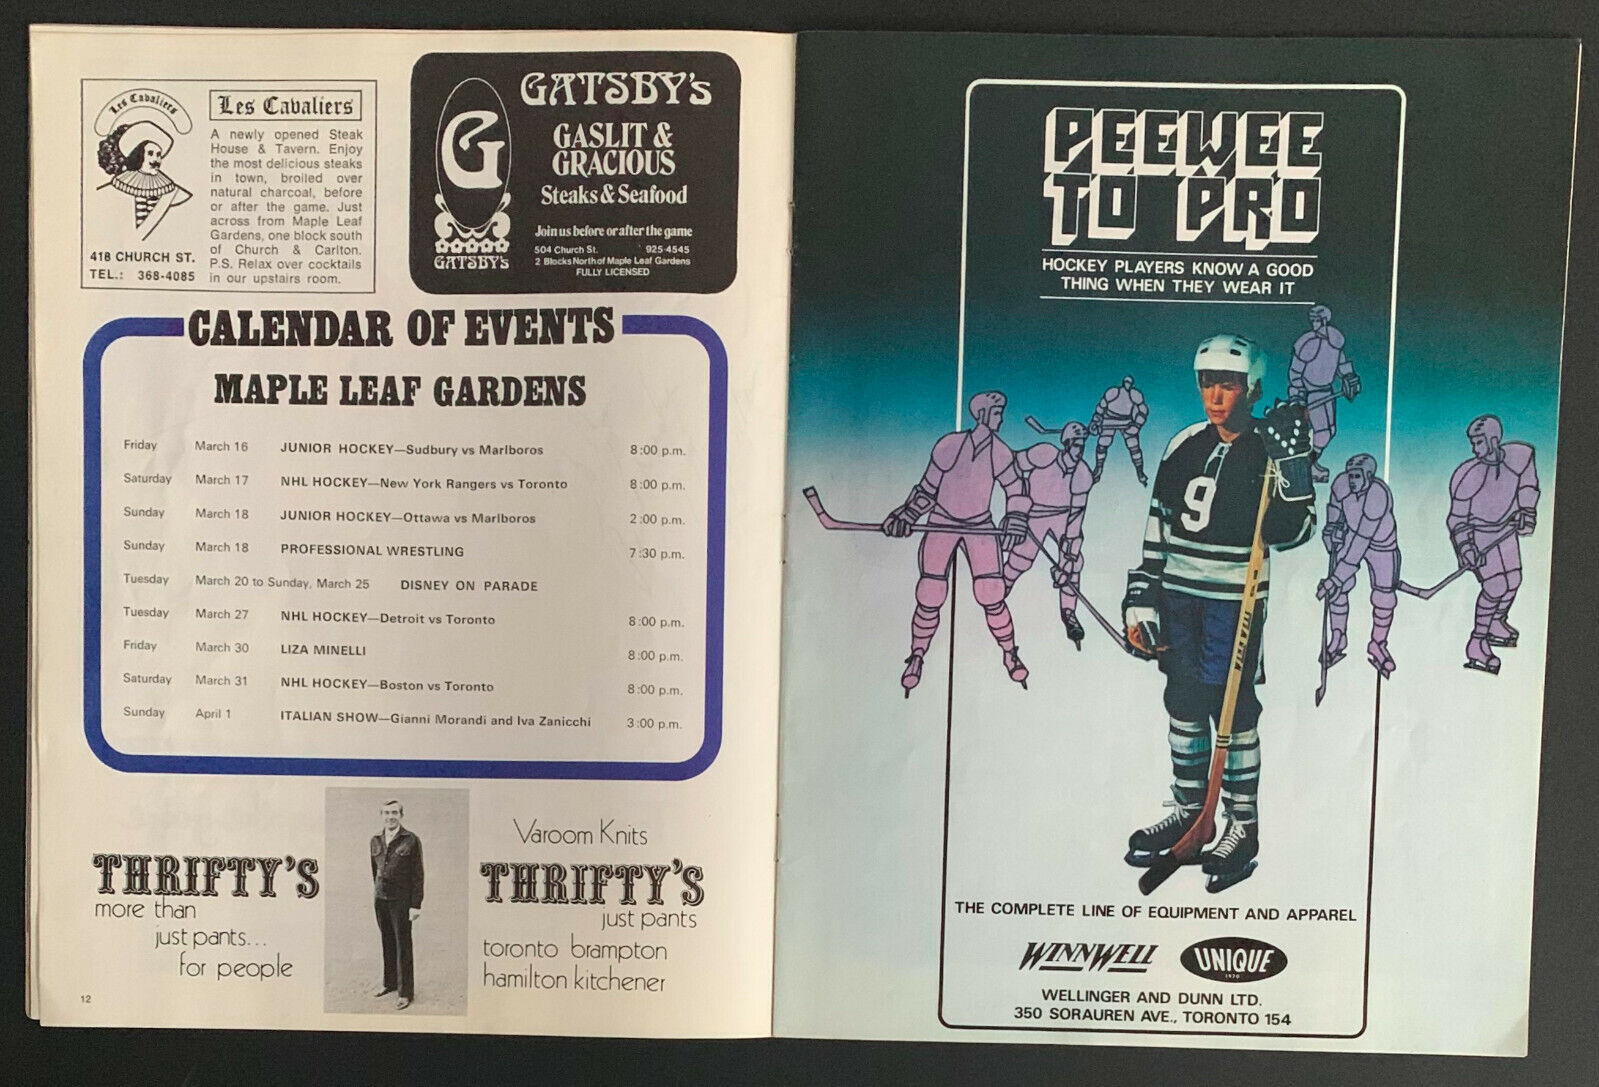 Les Cavaliers
Les Cavaliers
A newly opened Steak
House & Tavern. Enjoy
the most delicious steaks
in town, broiled over
natural charcoal, before
or after the game. Just
across from Maple Leaf
Gardens, one block south
of Church & Carlton.
P.S. Relax over cocktails
in our upstairs room.
418 CHURCH ST.
TEL.: 368-4085
G
GATSBY's
GATSBY's
GASLIT &
GRACIOUS
Steaks & Seafood
Join us before or after the game
504 Church St. 925-4545
2 Blocks North of Maple Leaf Gardens
FULLY LICENSED
CALENDAR OF EVENTS
MAPLE LEAF GARDENS
Friday March 16 JUNIOR HOCKEY—Sudbury vs Marlboros 8:00 p.m.
Saturday March 17 NHL HOCKEY—New York Rangers vs Toronto 8:00 p.m.
Sunday March 18 JUNIOR HOCKEY—Ottawa vs Marlboros 2:00 p.m.
Sunday March 18 PROFESSIONAL WRESTLING 7:30 p.m.
Tuesday March 20 to Sunday, March 25 DISNEY ON PARADE
Tuesday March 27 NHL HOCKEY—Detroit vs Toronto 8:00 p.m.
Friday March 30 LIZA MINELLI 8:00 p.m.
Saturday March 31 NHL HOCKEY—Boston vs Toronto 8:00 p.m.
Sunday April 1 ITALIAN SHOW—Gianni Morandi and Iva Zanicchi 3:00 p.m.
THRIFTY'S
more than
just pants...
for people
Varoom Knits
THRIFTY'S
just pants
toronto brampton
hamilton kitchener
12
PEEWEE
TO PRO
HOCKEY PLAYERS KNOW A GOOD
THING WHEN THEY WEAR IT
9
THE COMPLETE LINE OF EQUIPMENT AND APPAREL
WINNWELL
UNIQUE
WELLINGER AND DUNN LTD.
350 SORAUREN AVE., TORONTO 154